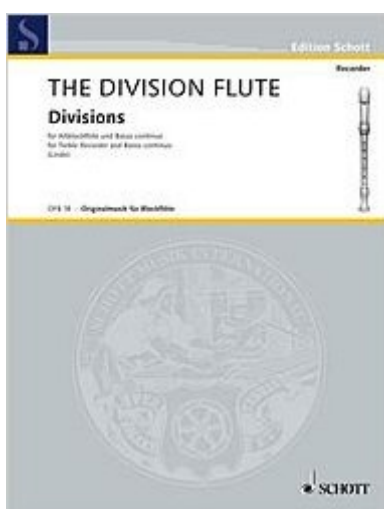 Edition Schott
Recorder
THE DIVISION FLUTE
Divisions
für Altblockflöte und Basso continuo
for Treble Recorder and Basso continuo
(Linde)
OFB 18 – Originalmusik für Blockflöte
SCHOTT